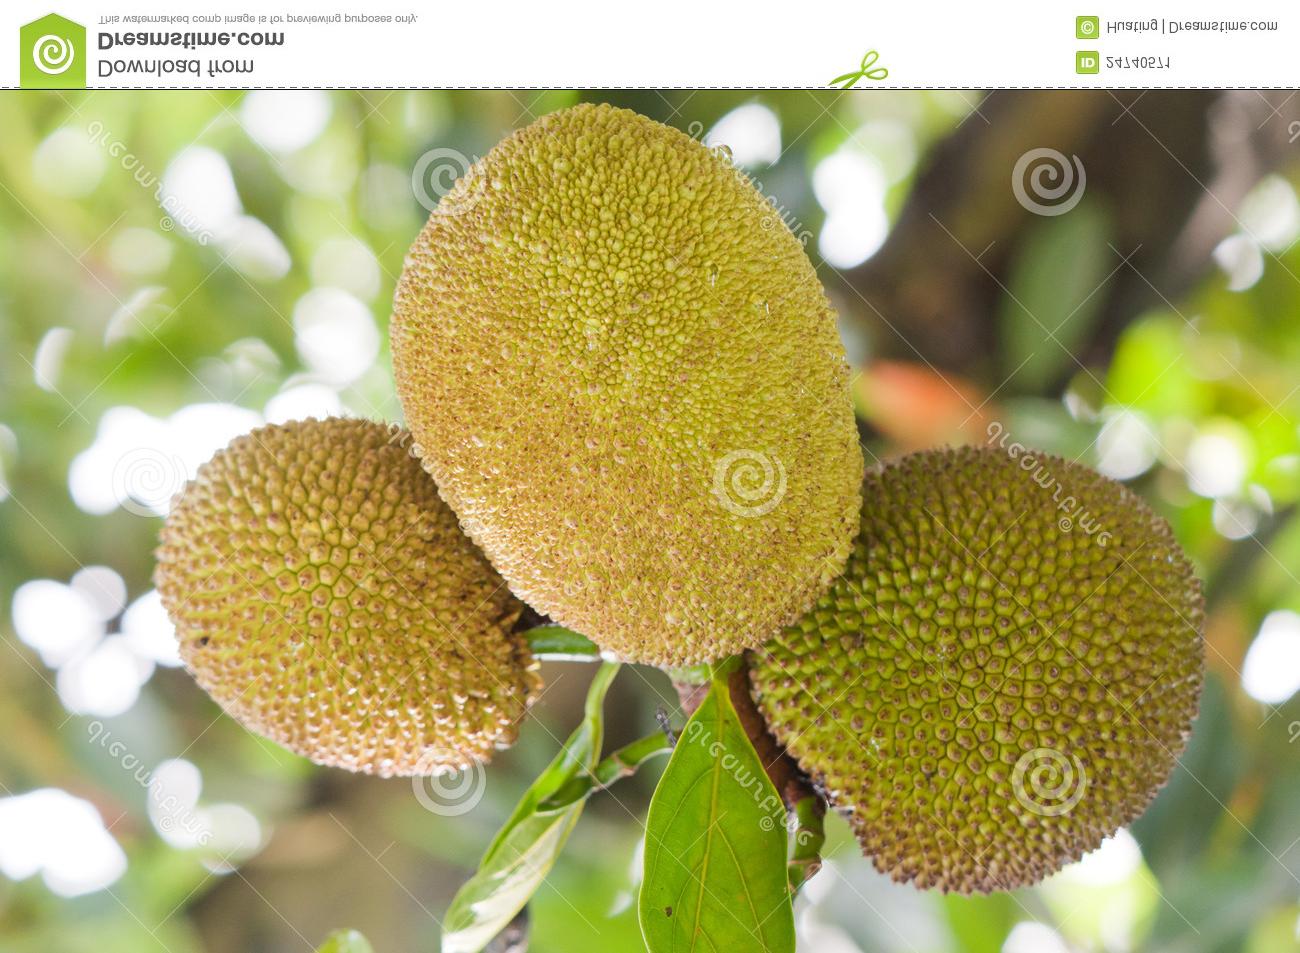 This watermarked comp image is for previewing purposes only.
Dreamstime.com
Download from
© Huating | Dreamstime.com
ID 24740571
dreamstime
dreamstime
dreamstime
dreamstime
dreamstime